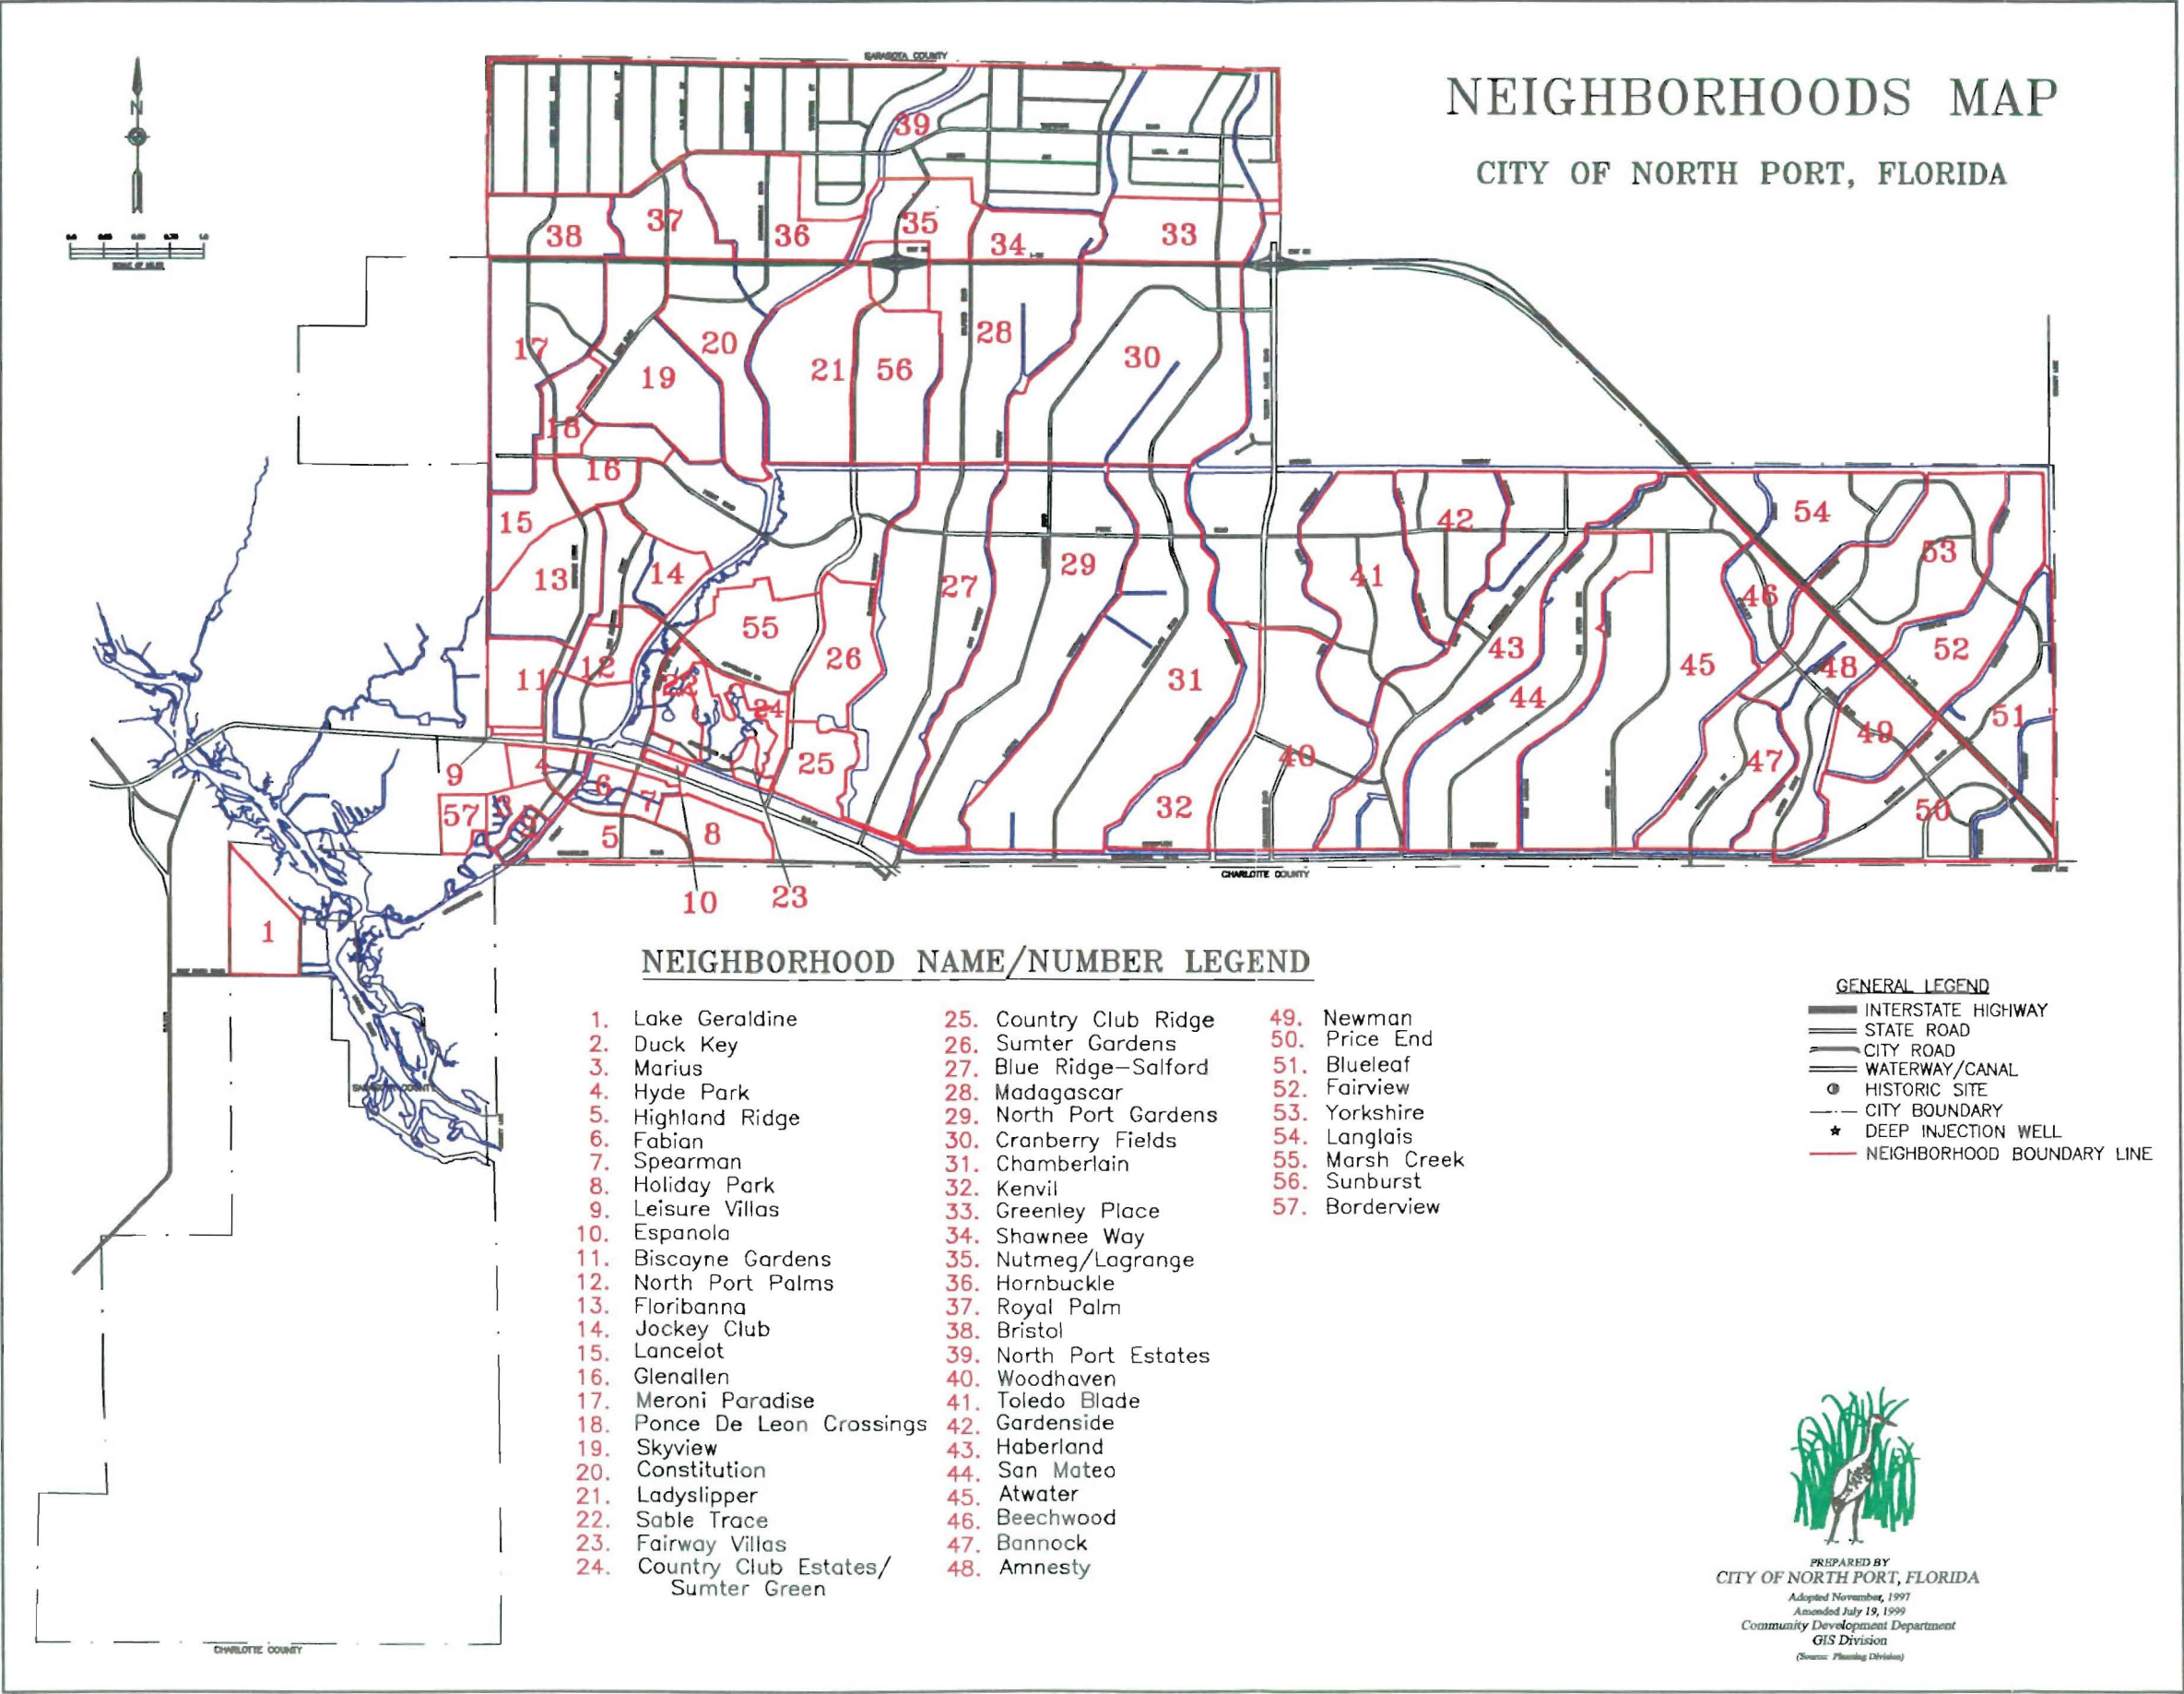 NEIGHBORHOODS MAP
CITY OF NORTH PORT, FLORIDA
SARASOTA COUNTY
N
39
38
37
36
35
34
33
17
18
19
20
21
56
28
30
16
15
13
14
55
12
11
22
24
26
25
27
29
31
32
42
41
43
44
45
40
46
54
53
52
48
49
47
51
50
9
4
57
6
7
5
8
10
23
1
CHARLOTTE COUNTY
SARASOTA COUNTY
CHARLOTTE COUNTY
NEIGHBORHOOD NAME/NUMBER LEGEND
1. Lake Geraldine
2. Duck Key
3. Marius
4. Hyde Park
5. Highland Ridge
6. Fabian
7. Spearman
8. Holiday Park
9. Leisure Villas
10. Espanola
11. Biscayne Gardens
12. North Port Palms
13. Floribanna
14. Jockey Club
15. Lancelot
16. Glenallen
17. Meroni Paradise
18. Ponce De Leon Crossings
19. Skyview
20. Constitution
21. Ladyslipper
22. Sable Trace
23. Fairway Villas
24. Country Club Estates/
Sumter Green
25. Country Club Ridge
26. Sumter Gardens
27. Blue Ridge-Salford
28. Madagascar
29. North Port Gardens
30. Cranberry Fields
31. Chamberlain
32. Kenvil
33. Greenley Place
34. Shawnee Way
35. Nutmeg/Lagrange
36. Hornbuckle
37. Royal Palm
38. Bristol
39. North Port Estates
40. Woodhaven
41. Toledo Blade
42. Gardenside
43. Haberland
44. San Mateo
45. Atwater
46. Beechwood
47. Bannock
48. Amnesty
49. Newman
50. Price End
51. Blueleaf
52. Fairview
53. Yorkshire
54. Langlais
55. Marsh Creek
56. Sunburst
57. Borderview
GENERAL LEGEND
INTERSTATE HIGHWAY
STATE ROAD
CITY ROAD
WATERWAY/CANAL
HISTORIC SITE
CITY BOUNDARY
DEEP INJECTION WELL
NEIGHBORHOOD BOUNDARY LINE
PREPARED BY
CITY OF NORTH PORT, FLORIDA
Adopted November, 1997
Amended July 19, 1999
Community Development Department
GIS Division
(Source: Planning Division)